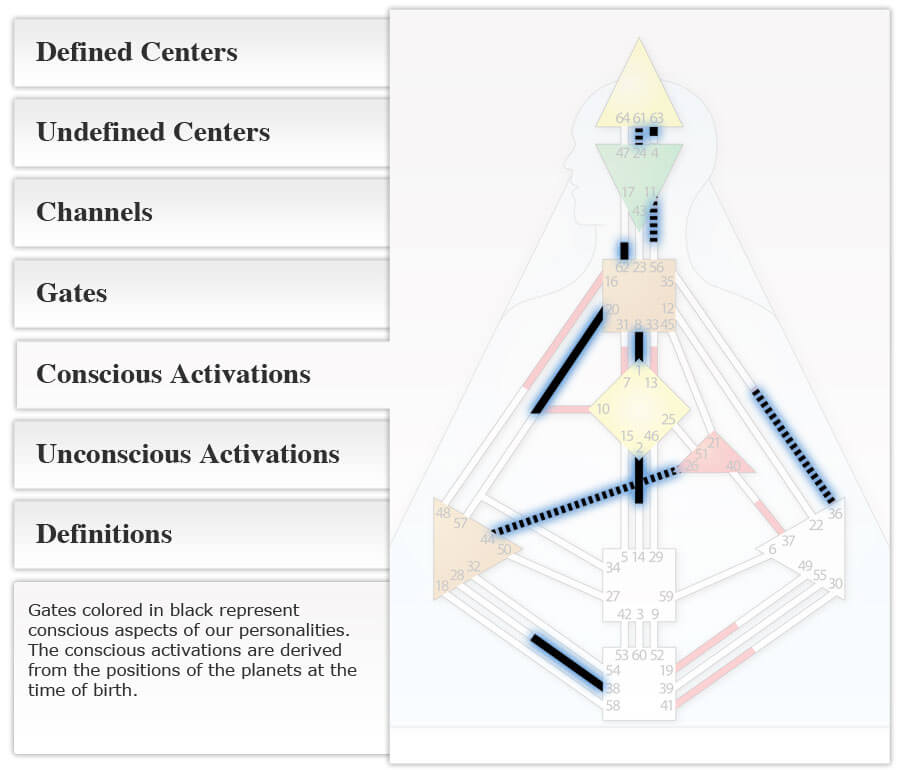 Defined Centers
Undefined Centers
Channels
Gates
Conscious Activations
Unconscious Activations
Definitions
Gates colored in black represent
conscious aspects of our personalities.
The conscious activations are derived
from the positions of the planets at the
time of birth.
64 61 63
47 24 4
17 11
43
62 23 56
16 35
20 12
31 8 33 45
1
7 13
10 25
15 46
2
21
51
26 40
48
57
44
50
32
28
18
36
22
37
6
49
55
30
5 14 29
34
27 59
42 3 9
53 60 52
54 19
38 39
58 41